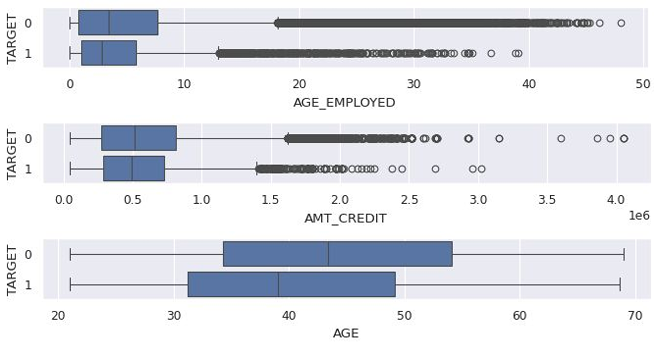 TARGET
0
1
0 10 20 30 40 50
AGE_EMPLOYED
TARGET
0
1
0.0 0.5 1.0 1.5 2.0 2.5 3.0 3.5 4.0
1e6
AMT_CREDIT
TARGET
0
1
20 30 40 50 60 70
AGE